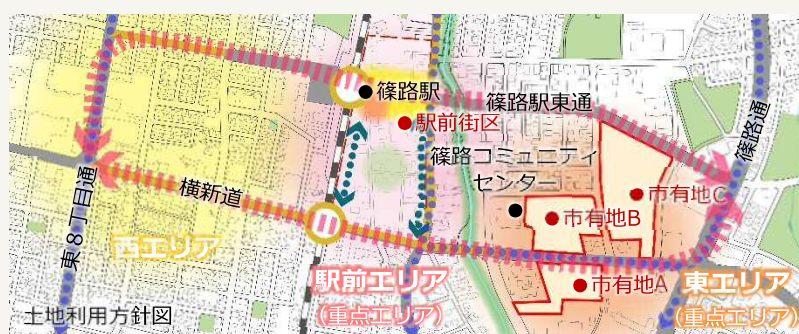 篠路駅
篠路駅東通
駅前街区
篠路通
篠路コミュニティ
センター
市有地C
横新道
市有地B
東8丁目通
西エリア
駅前エリア
(重点エリア)
市有地A
東エリア
(重点エリア)
土地利用方針図